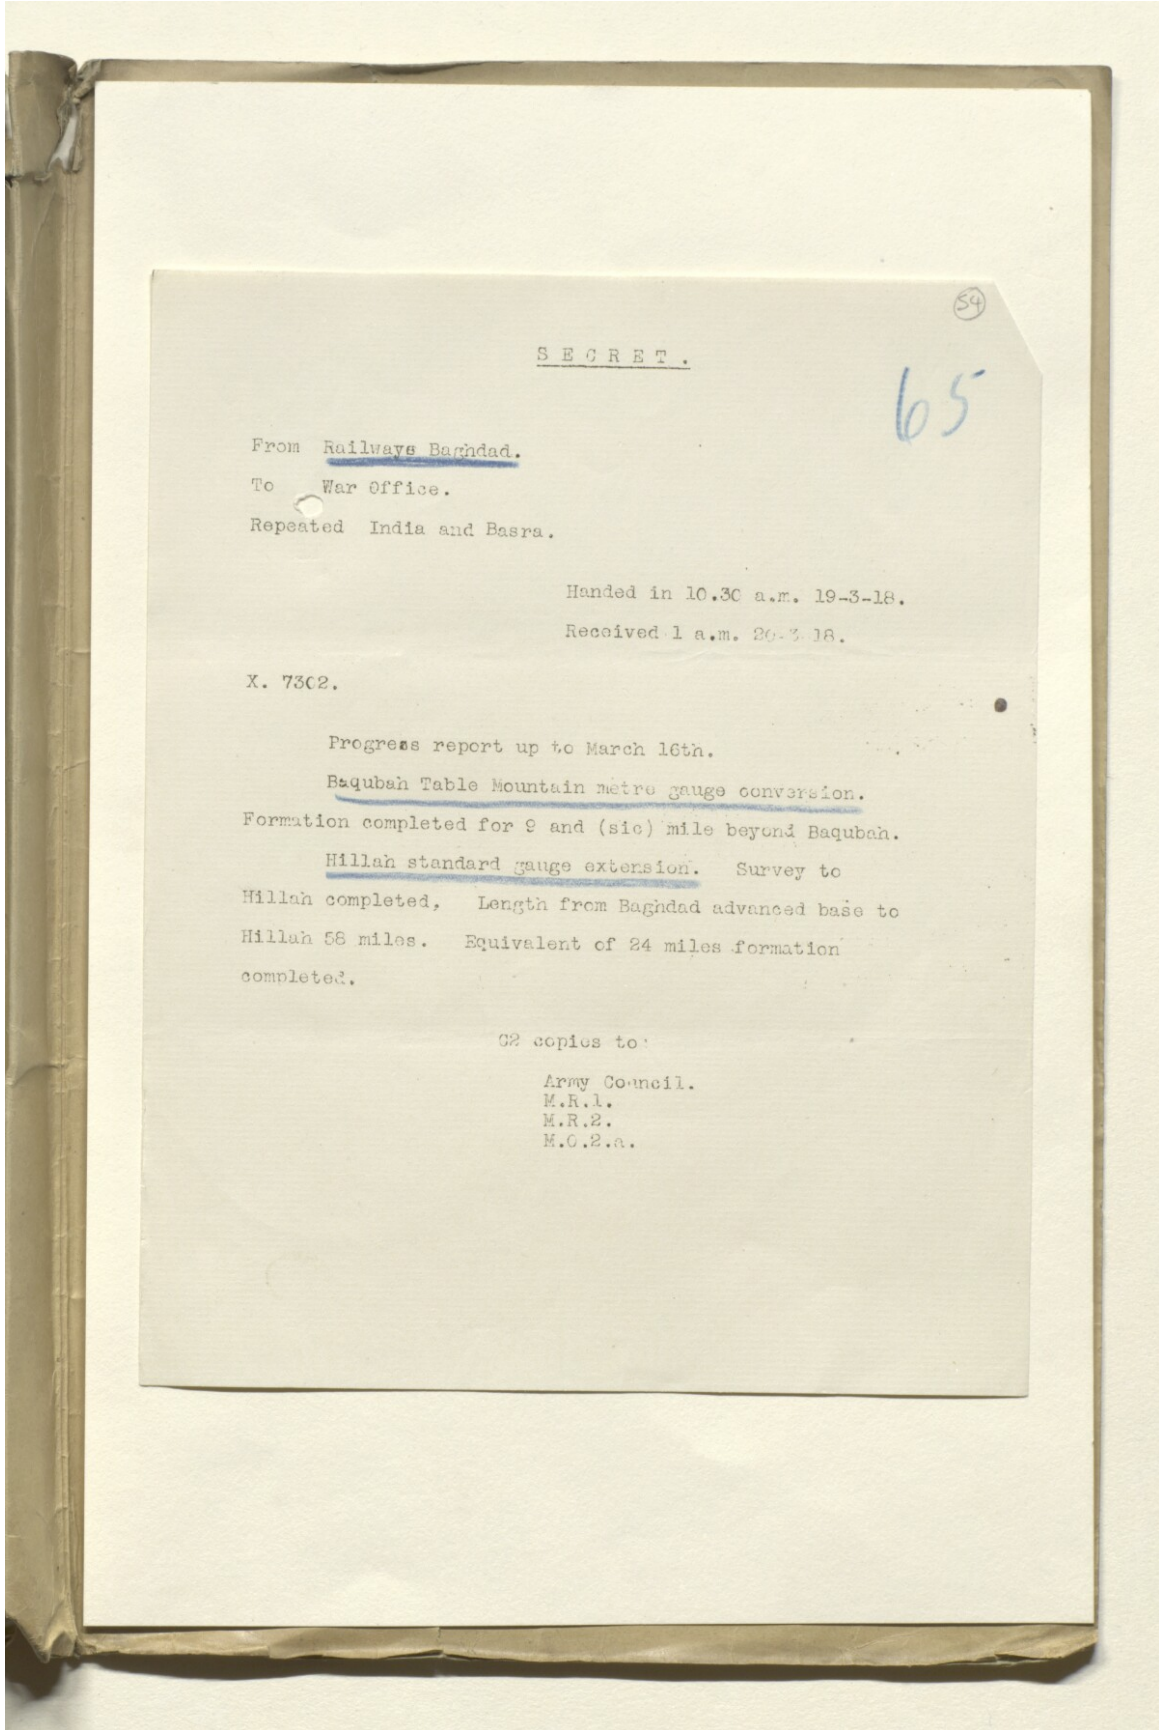 54
SECRET.
65
From Railways Baghdad.
To War Office.
Repeated India and Basra.
Handed in 10.30 a.m. 19-3-18.
Received 1 a.m. 20-3-18.
X. 7302.
Progress report up to March 16th.
Baqubah Table Mountain metre gauge conversion.
Formation completed for 9 and (sic) mile beyond Baqubah.
Hillah standard gauge extension. Survey to
Hillah completed, Length from Baghdad advanced base to
Hillah 58 miles. Equivalent of 24 miles formation
completed.
C2 copies to:
Army Council.
M.R.1.
M.R.2.
M.O.2.a.